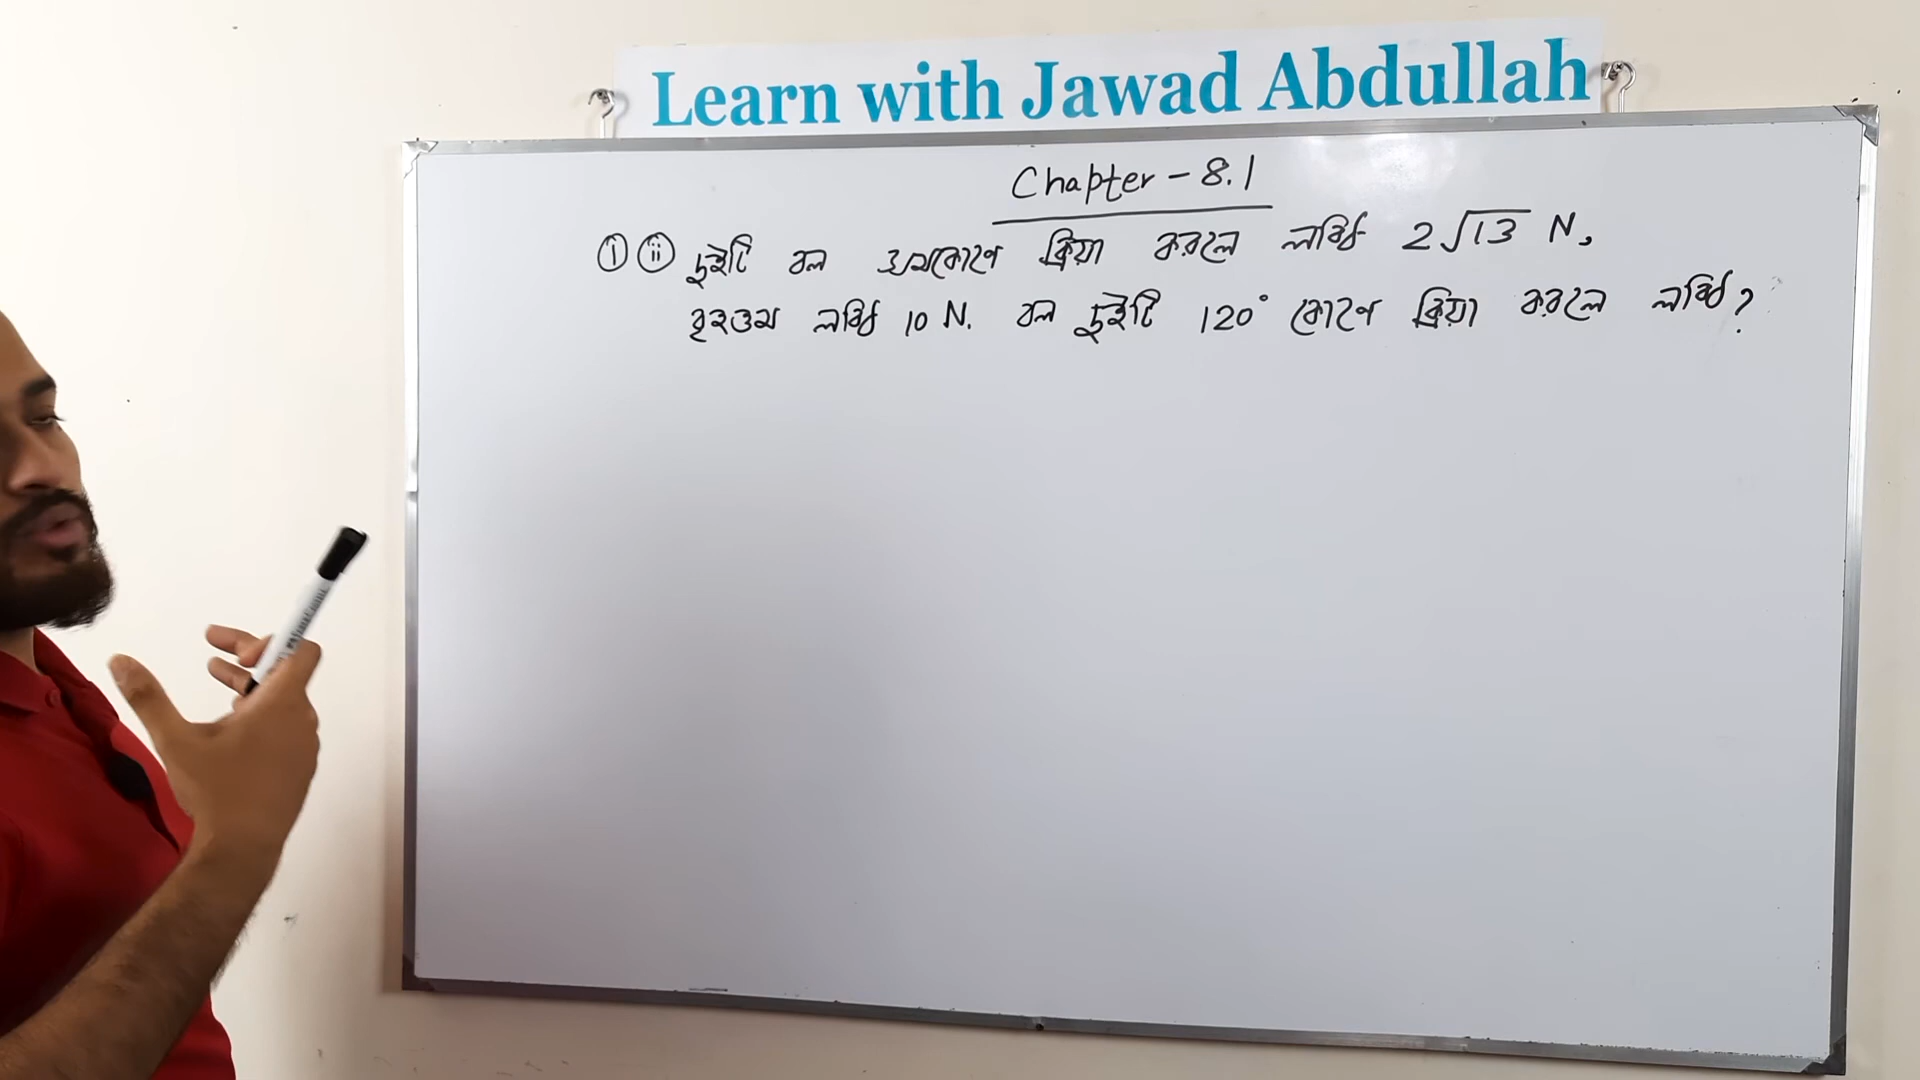 Learn with Jawad Abdullah
Chapter - 8.1
① ⓘⓘ দুইটি বল সমকোণে ক্রিয়া করলে লব্ধি 2√13 N,
বৃহত্তম লব্ধি 10 N. বল দুইটি 120° কোণে ক্রিয়া করলে লব্ধি?